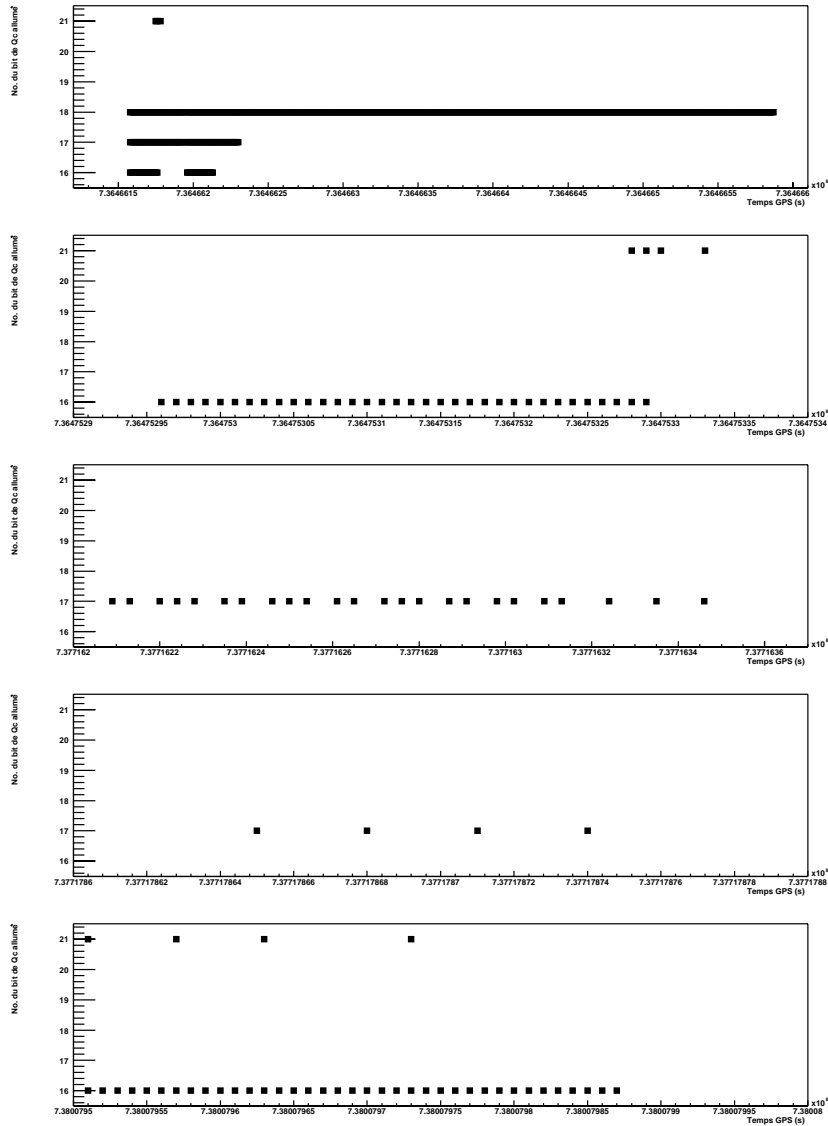 No. du bit de Qc allumé
21
20
19
18
17
16
7.3646615 7.364662 7.3646625 7.364663 7.3646635 7.364664 7.3646645 7.364665 7.3646655 7.364666
x10⁸
Temps GPS (s)
No. du bit de Qc allumé
21
20
19
18
17
16
7.3647529 7.36475295 7.3647530 7.36475305 7.36475310 7.36475315 7.3647532 7.36475325 7.3647533 7.36475335 7.3647534
x10⁸
Temps GPS (s)
No. du bit de Qc allumé
21
20
19
18
17
16
7.377162 7.3771622 7.3771624 7.3771626 7.3771628 7.377163 7.3771632 7.3771634 7.3771636
x10⁸
Temps GPS (s)
No. du bit de Qc allumé
21
20
19
18
17
16
7.3771786 7.37717862 7.37717864 7.37717866 7.37717868 7.3771787 7.37717872 7.37717874 7.37717876 7.37717878 7.3771788
x10⁸
Temps GPS (s)
No. du bit de Qc allumé
21
20
19
18
17
16
7.3800795 7.38007955 7.3800796 7.38007965 7.3800797 7.38007975 7.3800798 7.38007985 7.3800799 7.38007995 7.38008
x10⁸
Temps GPS (s)